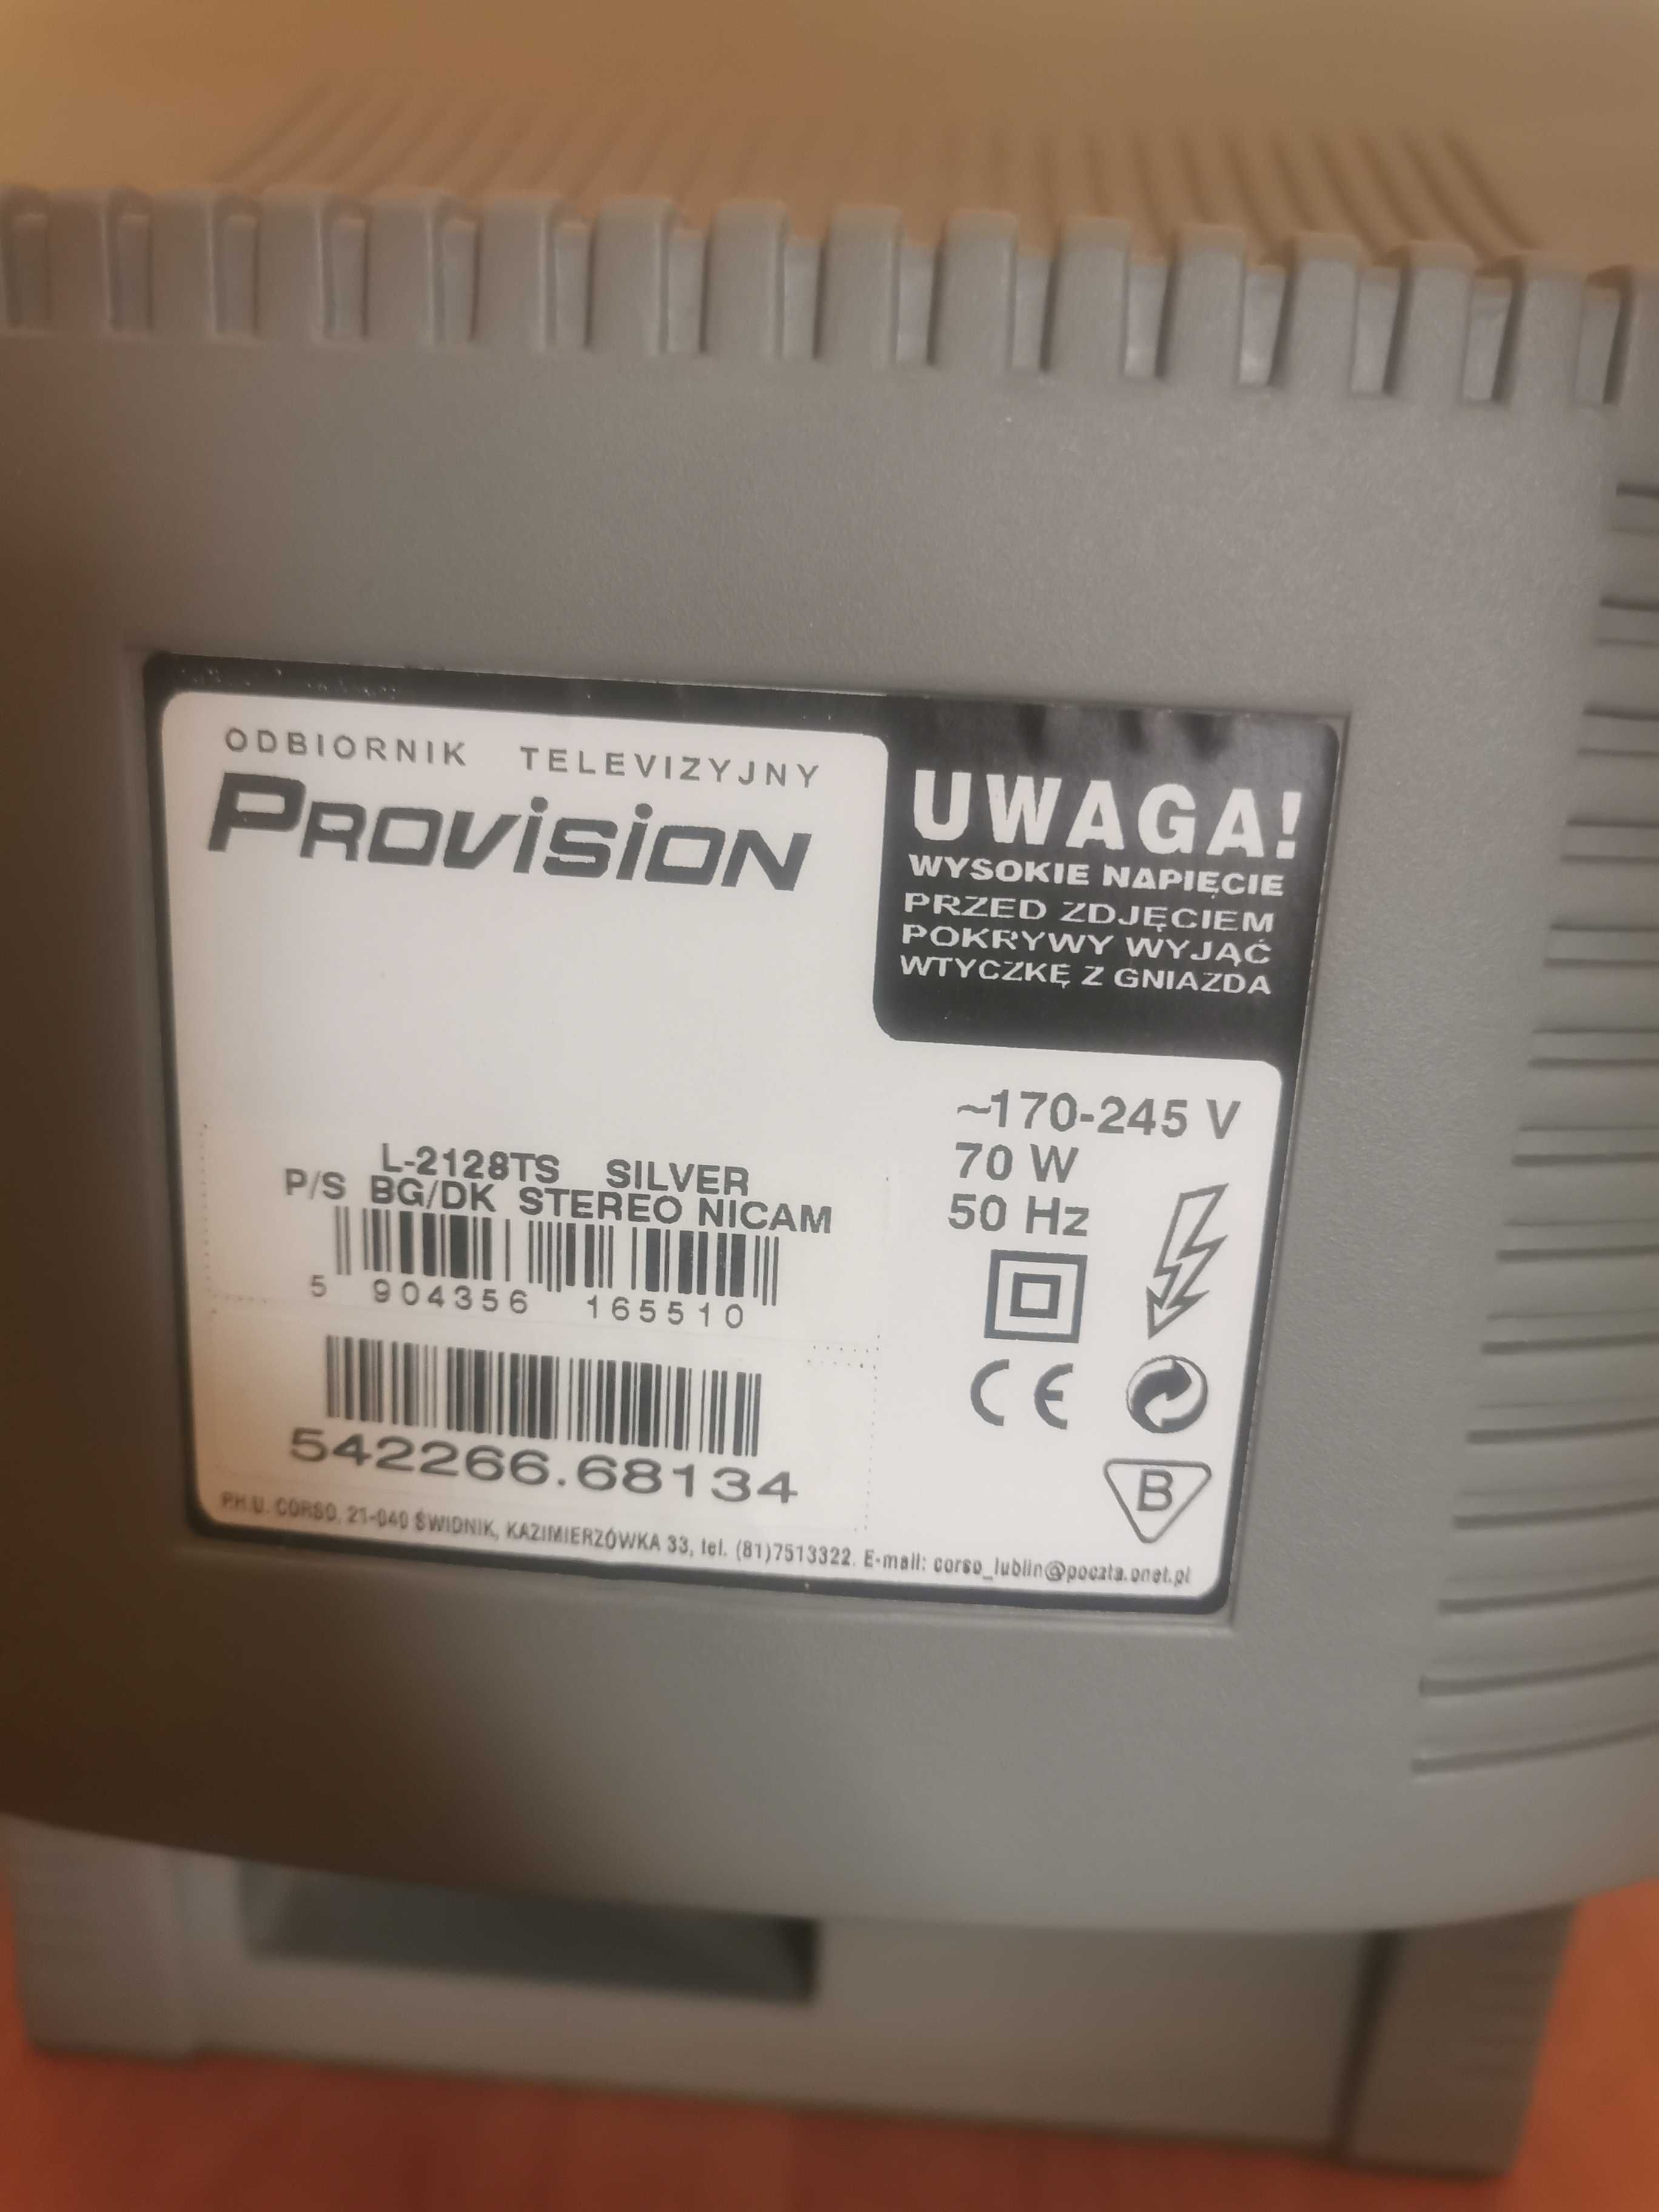 ODBIORNIK TELEVIZYJNY
PROViSiON
UWAGA!
WYSOKIE NAPIĘCIE
PRZED ZDJĘCIEM
POKRYWY WYJĄĆ
WTYCZKĘ Z GNIAZDA
~170-245 V
70 W
50 Hz
L-2128TS SILVER
P/S BG/DK STEREO NICAM
5 904356 165510
542266.68134
CE
B
P.H.U. CORSO, 21-040 ŚWIDNIK, KAZIMIERZÓWKA 33, tel. (81)7513322. E-mail: corso_lublin@poczta.onet.pl